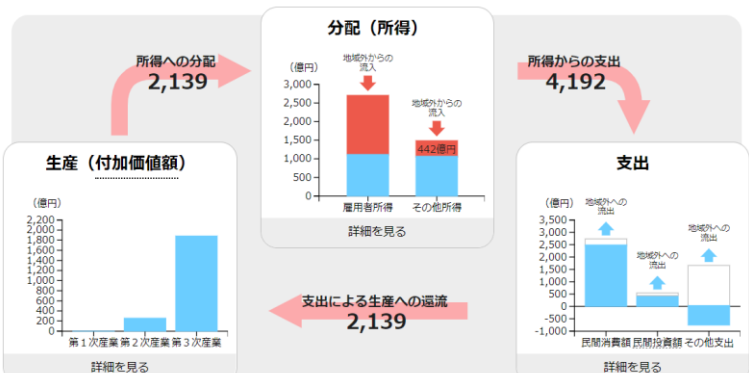 分配（所得）
（億円）
地域外からの
流入
地域外からの
流入
3,000
2,500
2,000
1,500
1,000
500
0
442億円
雇用者所得
その他所得
詳細を見る
所得への分配
2,139
所得からの支出
4,192
生産（付加価値額）
（億円）
2,200
2,000
1,800
1,600
1,400
1,200
1,000
800
600
400
200
0
第１次産業
第２次産業
第３次産業
詳細を見る
支出による生産への還流
2,139
支出
（億円）
地域外への
流出
地域外への
流出
地域外への
流出
3,500
3,000
2,500
2,000
1,500
1,000
500
0
-500
-1,000
民間消費額
民間投資額
その他支出
詳細を見る